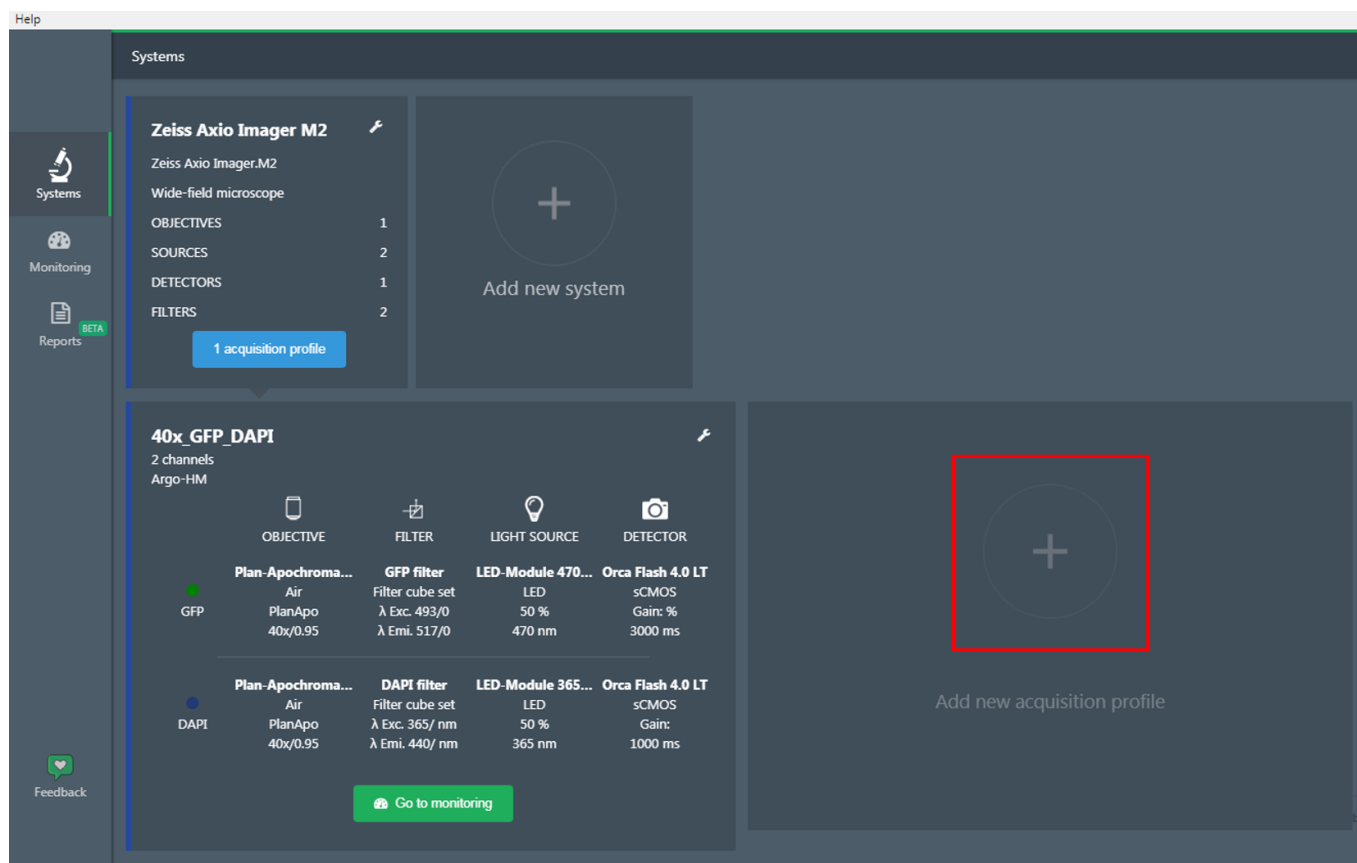 Help
Systems
Systems
Monitoring
Reports BETA
Feedback
Zeiss Axio Imager M2
Zeiss Axio Imager.M2
Wide-field microscope
OBJECTIVES 1
SOURCES 2
DETECTORS 1
FILTERS 2
1 acquisition profile
Add new system
40x_GFP_DAPI
2 channels
Argo-HM
OBJECTIVE FILTER LIGHT SOURCE DETECTOR
Plan-Apochroma... GFP filter LED-Module 470... Orca Flash 4.0 LT
Air Filter cube set LED sCMOS
GFP PlanApo λ Exc. 493/0 50 % Gain: %
40x/0.95 λ Emi. 517/0 470 nm 3000 ms
Plan-Apochroma... DAPI filter LED-Module 365... Orca Flash 4.0 LT
Air Filter cube set LED sCMOS
DAPI PlanApo λ Exc. 365/ nm 50 % Gain:
40x/0.95 λ Emi. 440/ nm 365 nm 1000 ms
Go to monitoring
Add new acquisition profile